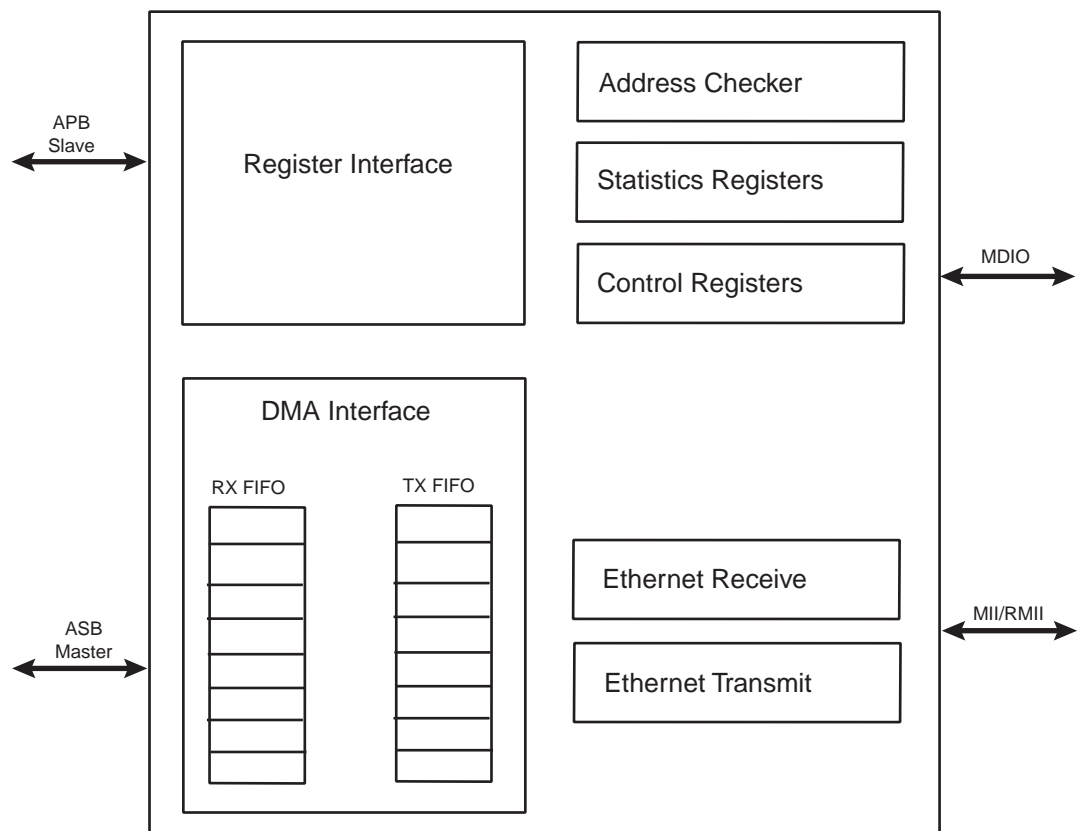 APB
Slave
Register Interface
Address Checker
Statistics Registers
Control Registers
MDIO
DMA Interface
RX FIFO
TX FIFO
ASB
Master
Ethernet Receive
Ethernet Transmit
MII/RMII